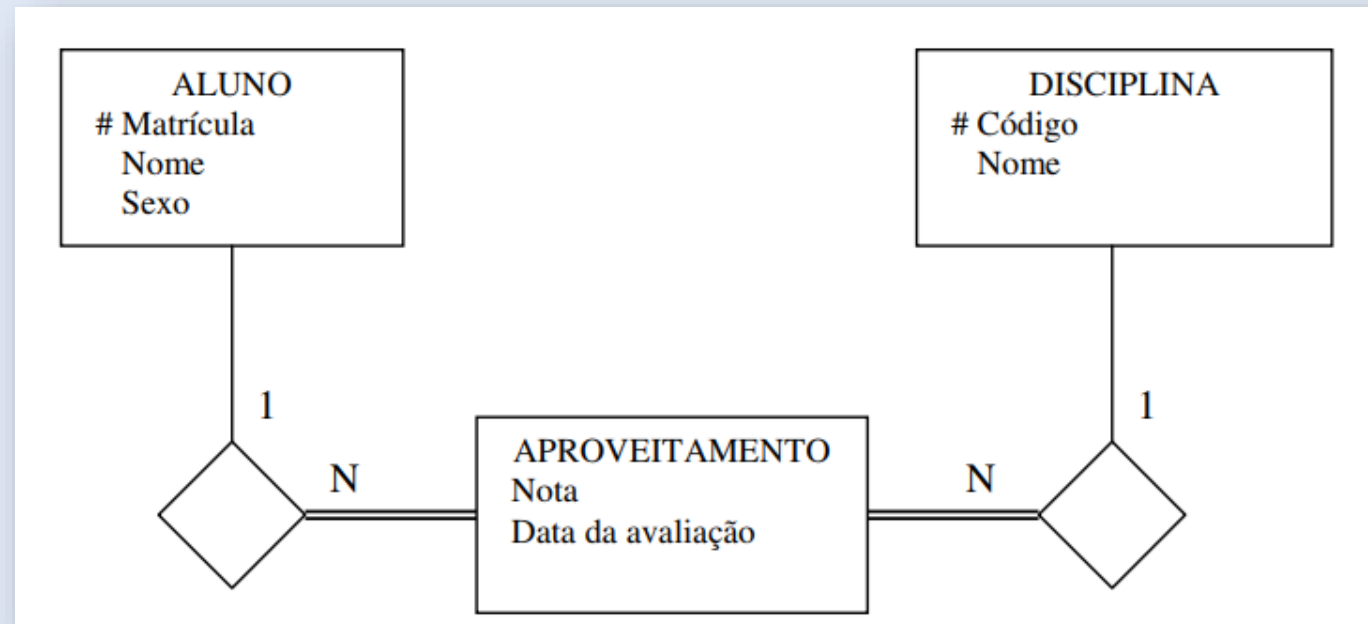 ALUNO
# Matrícula
Nome
Sexo
DISCIPLINA
# Código
Nome
1
1
N
APROVEITAMENTO
Nota
Data da avaliação
N